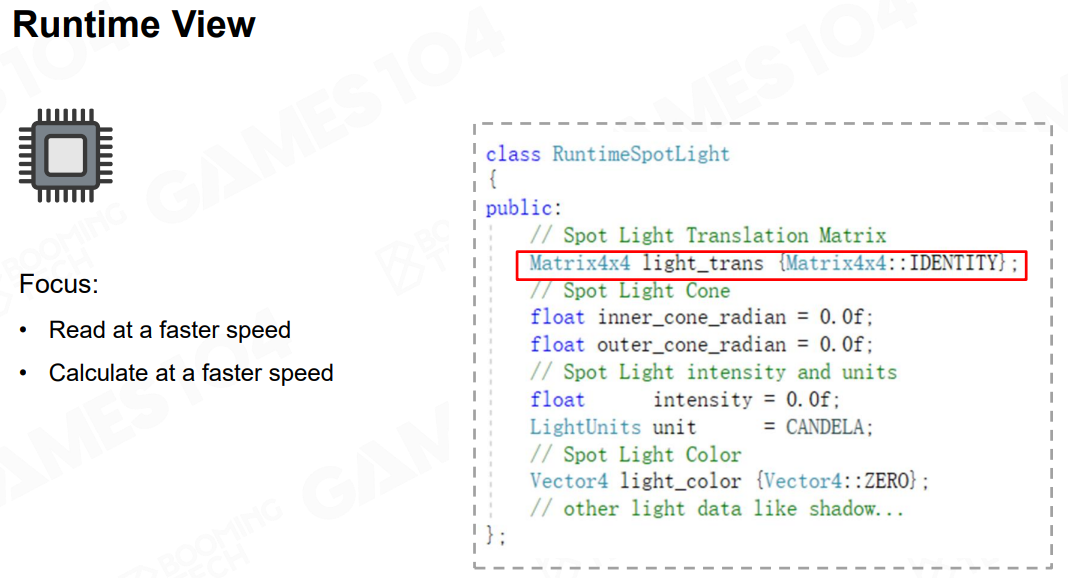 Runtime View
Focus:
• Read at a faster speed
• Calculate at a faster speed
class RuntimeSpotLight
{
public:
// Spot Light Translation Matrix
Matrix4x4 light_trans {Matrix4x4::IDENTITY};
// Spot Light Cone
float inner_cone_radian = 0.0f;
float outer_cone_radian = 0.0f;
// Spot Light intensity and units
float intensity = 0.0f;
LightUnits unit = CANDELA;
// Spot Light Color
Vector4 light_color {Vector4::ZERO};
// other light data like shadow...
};
GAMES104
BOOMING TECH